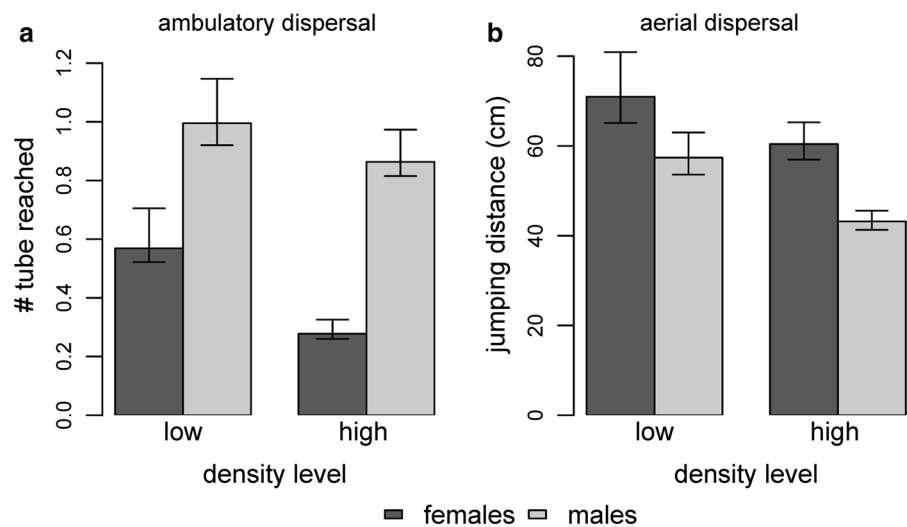 a
ambulatory dispersal
# tube reached
1.2
1.0
0.8
0.6
0.4
0.2
0.0
low
high
density level
b
aerial dispersal
jumping distance (cm)
80
60
40
20
0
low
high
density level
females
males